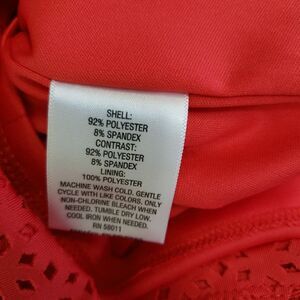 SHELL:
92% POLYESTER
8% SPANDEX
CONTRAST:
92% POLYESTER
8% SPANDEX
LINING:
100% POLYESTER
MACHINE WASH COLD. GENTLE
CYCLE WITH LIKE COLORS. ONLY
NON-CHLORINE BLEACH WHEN
NEEDED. TUMBLE DRY LOW.
COOL IRON WHEN NEEDED.
RN 58011